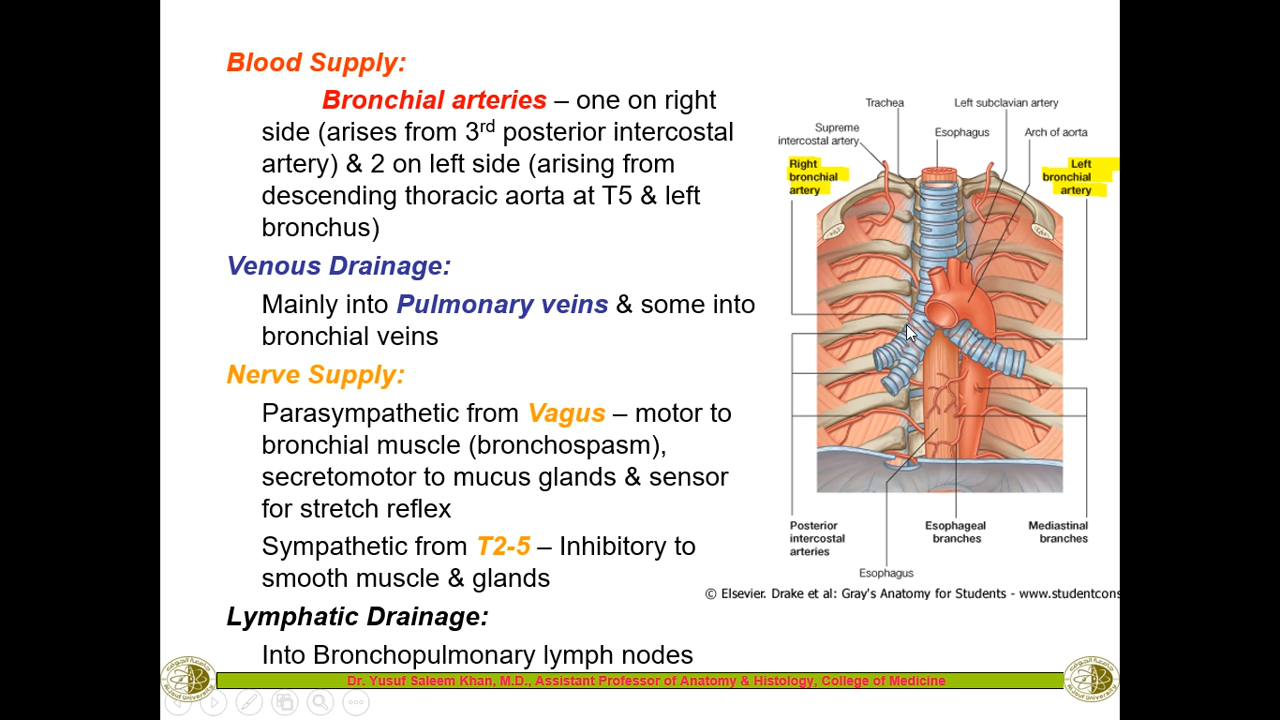 Blood Supply:
Bronchial arteries – one on right
side (arises from 3rd posterior intercostal
artery) & 2 on left side (arising from
descending thoracic aorta at T5 & left
bronchus)
Venous Drainage:
Mainly into Pulmonary veins & some into
bronchial veins
Nerve Supply:
Parasympathetic from Vagus – motor to
bronchial muscle (bronchospasm),
secretomotor to mucus glands & sensor
for stretch reflex
Sympathetic from T2-5 – Inhibitory to
smooth muscle & glands
Lymphatic Drainage:
Into Bronchopulmonary lymph nodes
Trachea
Left subclavian artery
Supreme
intercostal artery
Esophagus
Arch of aorta
Right
bronchial
artery
Left
bronchial
artery
Posterior
intercostal
arteries
Esophageal
branches
Mediastinal
branches
Esophagus
© Elsevier. Drake et al: Gray's Anatomy for Students - www.studentcons
Dr. Yusuf Saleem Khan, M.D., Assistant Professor of Anatomy & Histology, College of Medicine